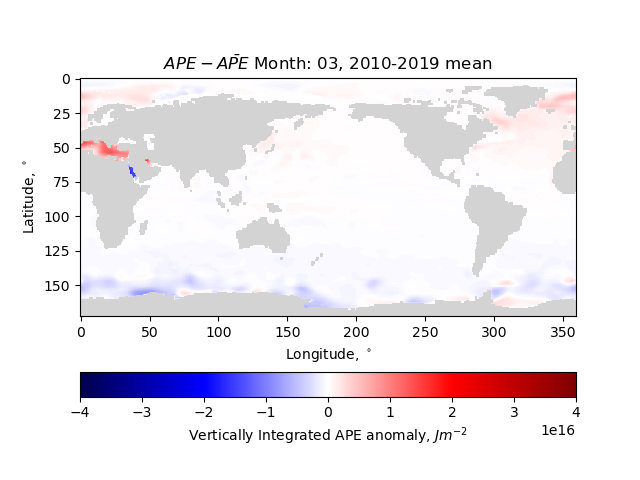 APE − AP̄E Month: 03, 2010-2019 mean
0
25
50
75
100
125
150
Latitude, °
0 50 100 150 200 250 300 350
Longitude, °
−4 −3 −2 −1 0 1 2 3 4
1e16
Vertically Integrated APE anomaly, Jm⁻²